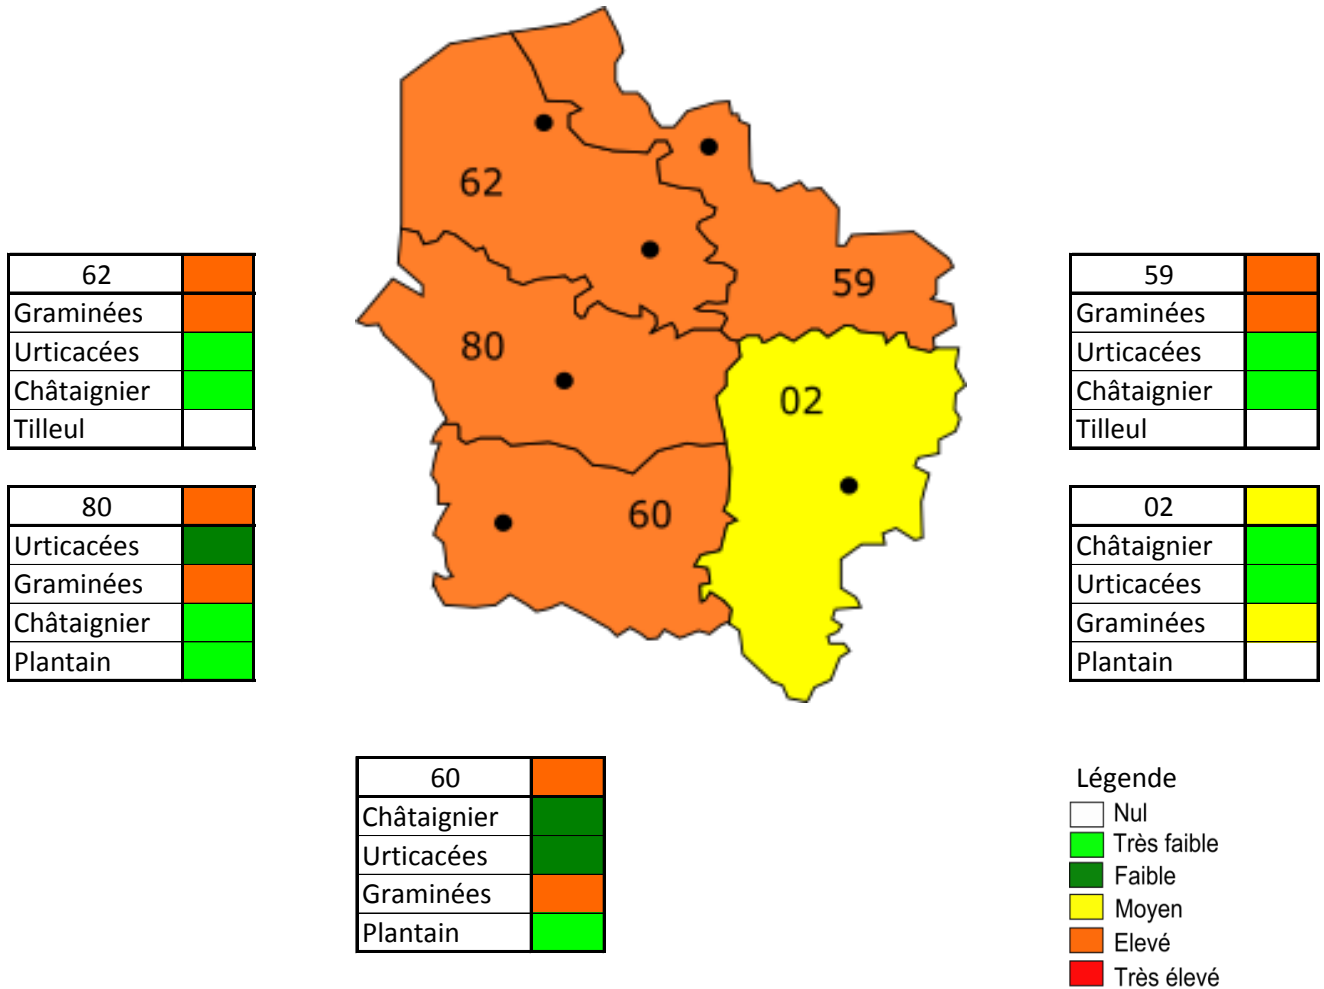 62
59
80
02
60
62
Graminées
Urticacées
Châtaignier
Tilleul
59
Graminées
Urticacées
Châtaignier
Tilleul
80
Urticacées
Graminées
Châtaignier
Plantain
02
Châtaignier
Urticacées
Graminées
Plantain
60
Châtaignier
Urticacées
Graminées
Plantain
Légende
Nul
Très faible
Faible
Moyen
Elevé
Très élevé